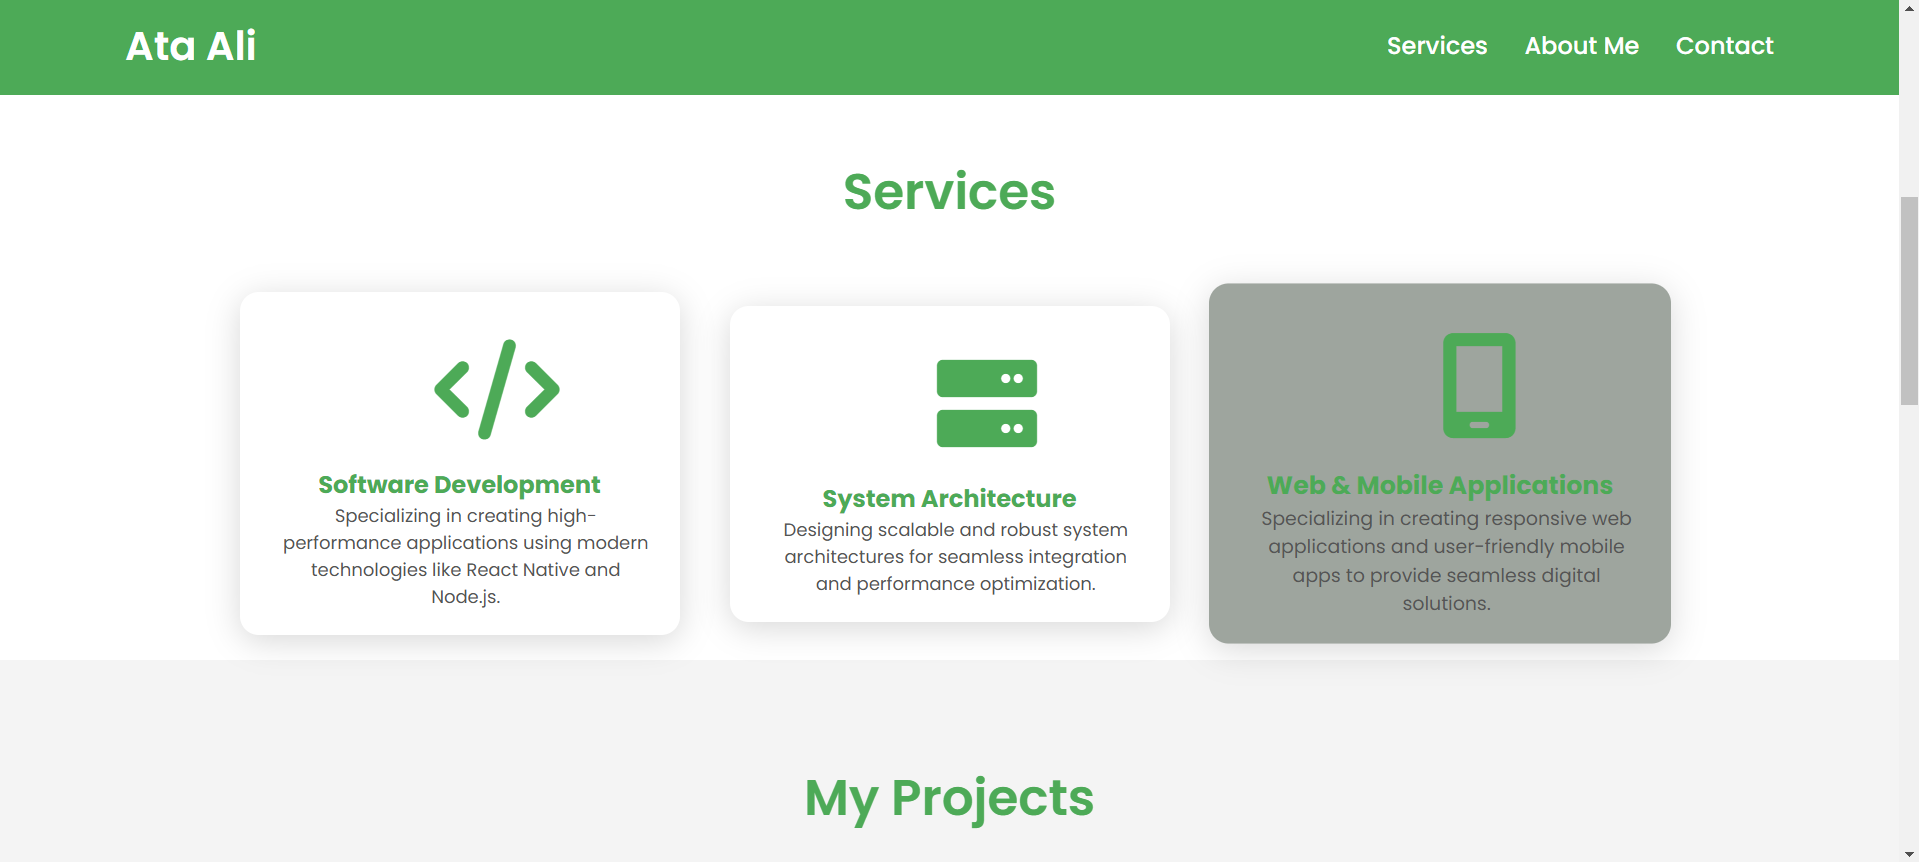 Ata Ali
Services
About Me
Contact
Services
Software Development
Specializing in creating high-
performance applications using modern
technologies like React Native and
Node.js.
System Architecture
Designing scalable and robust system
architectures for seamless integration
and performance optimization.
Web & Mobile Applications
Specializing in creating responsive web
applications and user-friendly mobile
apps to provide seamless digital
solutions.
My Projects